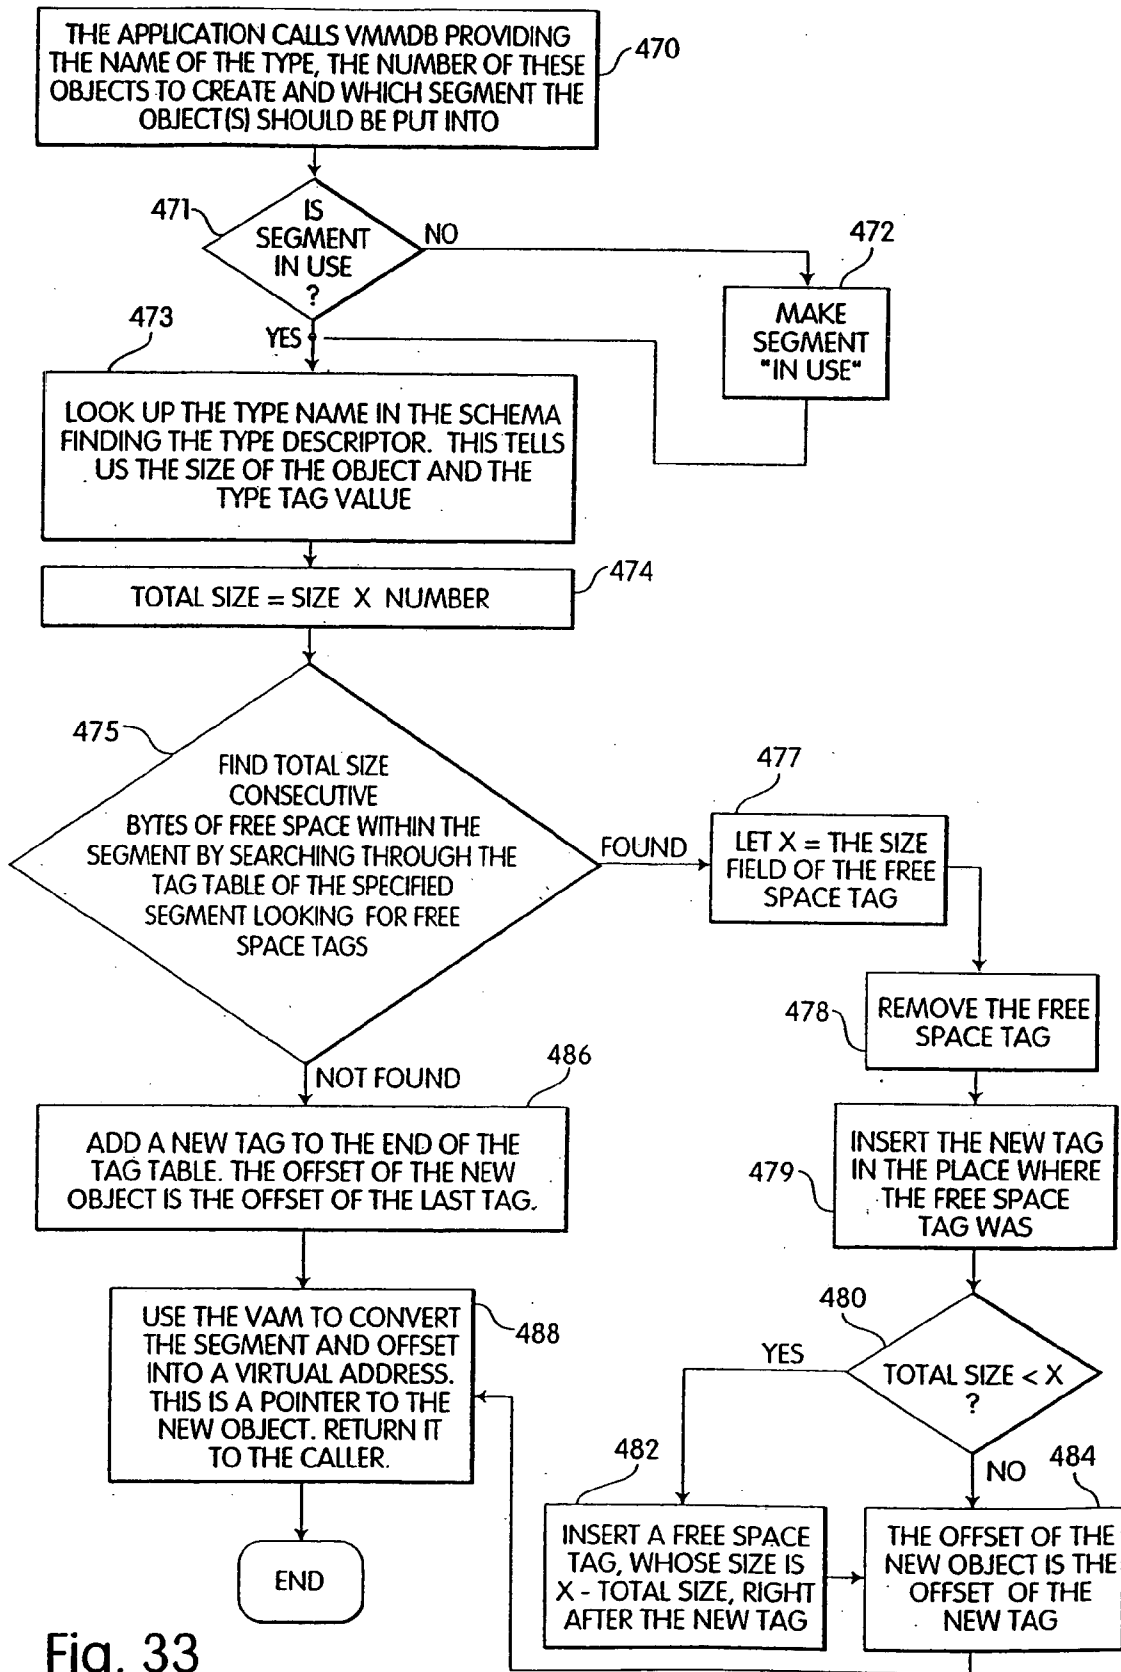 THE APPLICATION CALLS VMMDB PROVIDING
THE NAME OF THE TYPE, THE NUMBER OF THESE
OBJECTS TO CREATE AND WHICH SEGMENT THE
OBJECT(S) SHOULD BE PUT INTO
470
471
IS
SEGMENT
IN USE
?
NO
472
MAKE
SEGMENT
"IN USE"
YES
473
LOOK UP THE TYPE NAME IN THE SCHEMA
FINDING THE TYPE DESCRIPTOR. THIS TELLS
US THE SIZE OF THE OBJECT AND THE
TYPE TAG VALUE
474
TOTAL SIZE = SIZE X NUMBER
475
FIND TOTAL SIZE
CONSECUTIVE
BYTES OF FREE SPACE WITHIN THE
SEGMENT BY SEARCHING THROUGH THE
TAG TABLE OF THE SPECIFIED
SEGMENT LOOKING FOR FREE
SPACE TAGS
FOUND
477
LET X = THE SIZE
FIELD OF THE FREE
SPACE TAG
478
REMOVE THE FREE
SPACE TAG
NOT FOUND
486
ADD A NEW TAG TO THE END OF THE
TAG TABLE. THE OFFSET OF THE NEW
OBJECT IS THE OFFSET OF THE LAST TAG.
479
INSERT THE NEW TAG
IN THE PLACE WHERE
THE FREE SPACE
TAG WAS
488
USE THE VAM TO CONVERT
THE SEGMENT AND OFFSET
INTO A VIRTUAL ADDRESS.
THIS IS A POINTER TO THE
NEW OBJECT. RETURN IT
TO THE CALLER.
480
TOTAL SIZE < X
?
YES
NO
482
INSERT A FREE SPACE
TAG, WHOSE SIZE IS
X - TOTAL SIZE, RIGHT
AFTER THE NEW TAG
484
THE OFFSET OF THE
NEW OBJECT IS THE
OFFSET OF THE
NEW TAG
END
Fig. 33